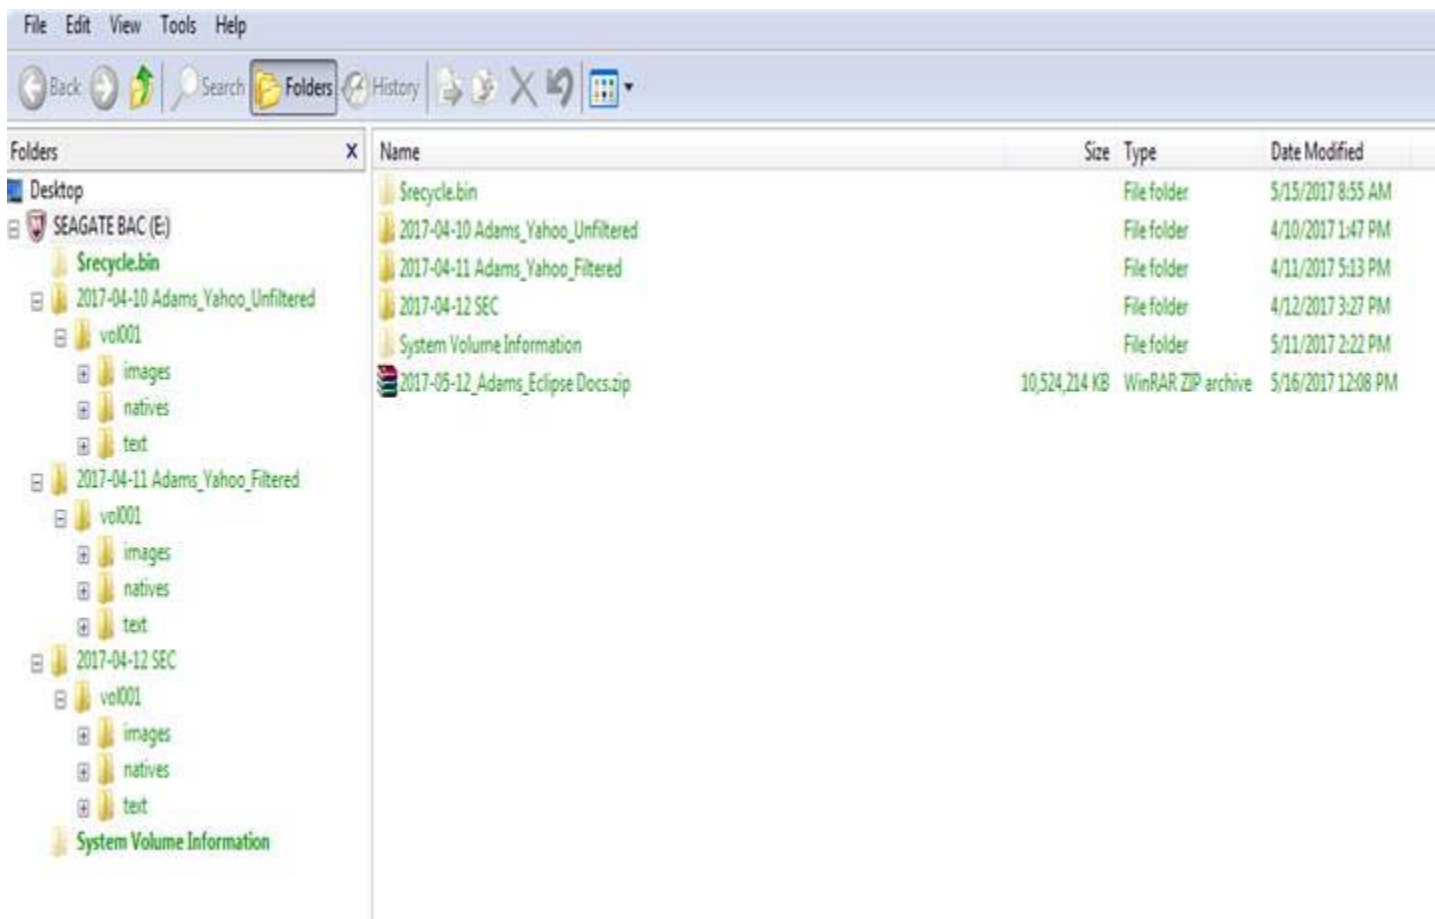 File Edit View Tools Help
Back Search Folders History
Folders X
Desktop
SEAGATE BAC (E:)
$recycle.bin
2017-04-10 Adams_Yahoo_Unfiltered
vol001
images
natives
text
2017-04-11 Adams_Yahoo_Filtered
vol001
images
natives
text
2017-04-12 SEC
vol001
images
natives
text
System Volume Information
Name Size Type Date Modified
$recycle.bin File folder 5/15/2017 8:55 AM
2017-04-10 Adams_Yahoo_Unfiltered File folder 4/10/2017 1:47 PM
2017-04-11 Adams_Yahoo_Filtered File folder 4/11/2017 5:13 PM
2017-04-12 SEC File folder 4/12/2017 3:27 PM
System Volume Information File folder 5/11/2017 2:22 PM
2017-05-12_Adams_Eclipse Docs.zip 10,524,214 KB WinRAR ZIP archive 5/16/2017 12:08 PM